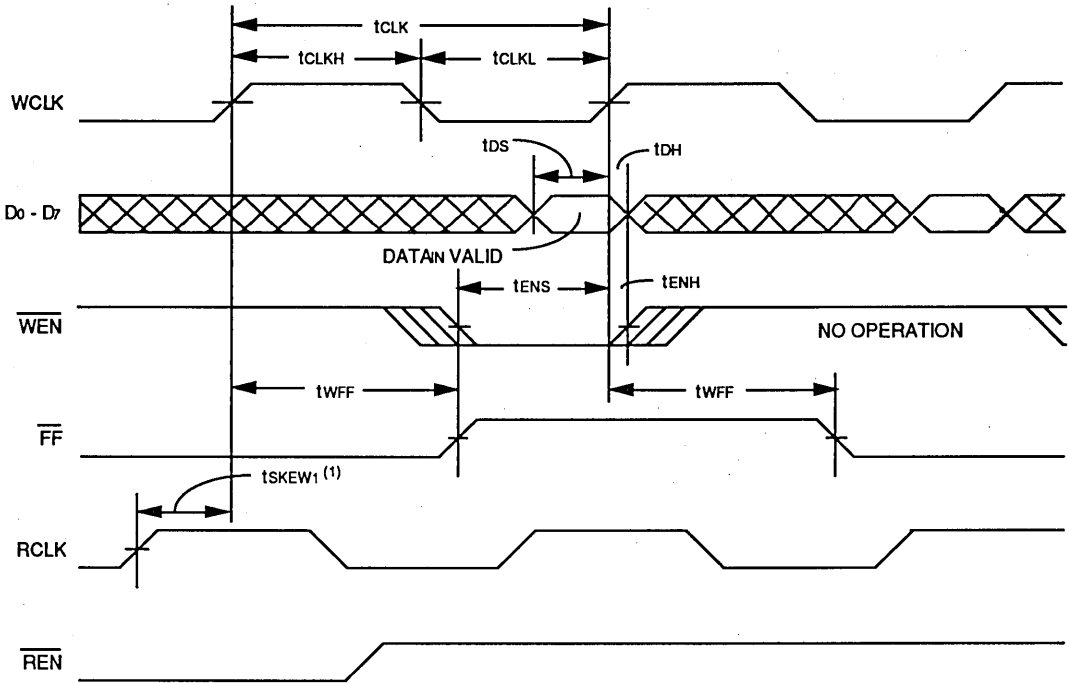 tCLK
tCLKH
tCLKL
WCLK
tDS
tDH
D0 - D7
DATAIN VALID
tENS
tENH
WEN
NO OPERATION
tWFF
tWFF
FF
tSKEW1 (1)
RCLK
REN